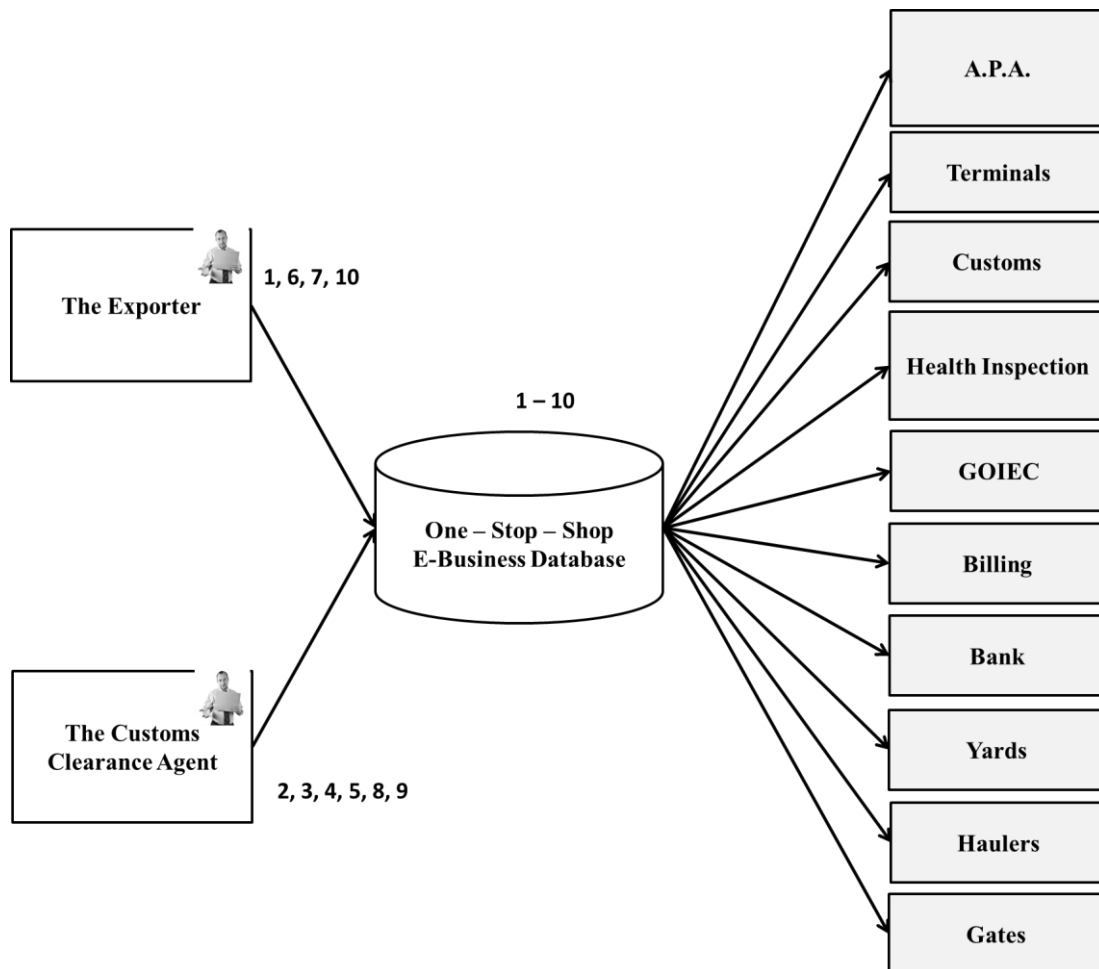 The Exporter
1, 6, 7, 10
The Customs
Clearance Agent
2, 3, 4, 5, 8, 9
1 – 10
One – Stop – Shop
E-Business Database
A.P.A.
Terminals
Customs
Health Inspection
GOIEC
Billing
Bank
Yards
Haulers
Gates